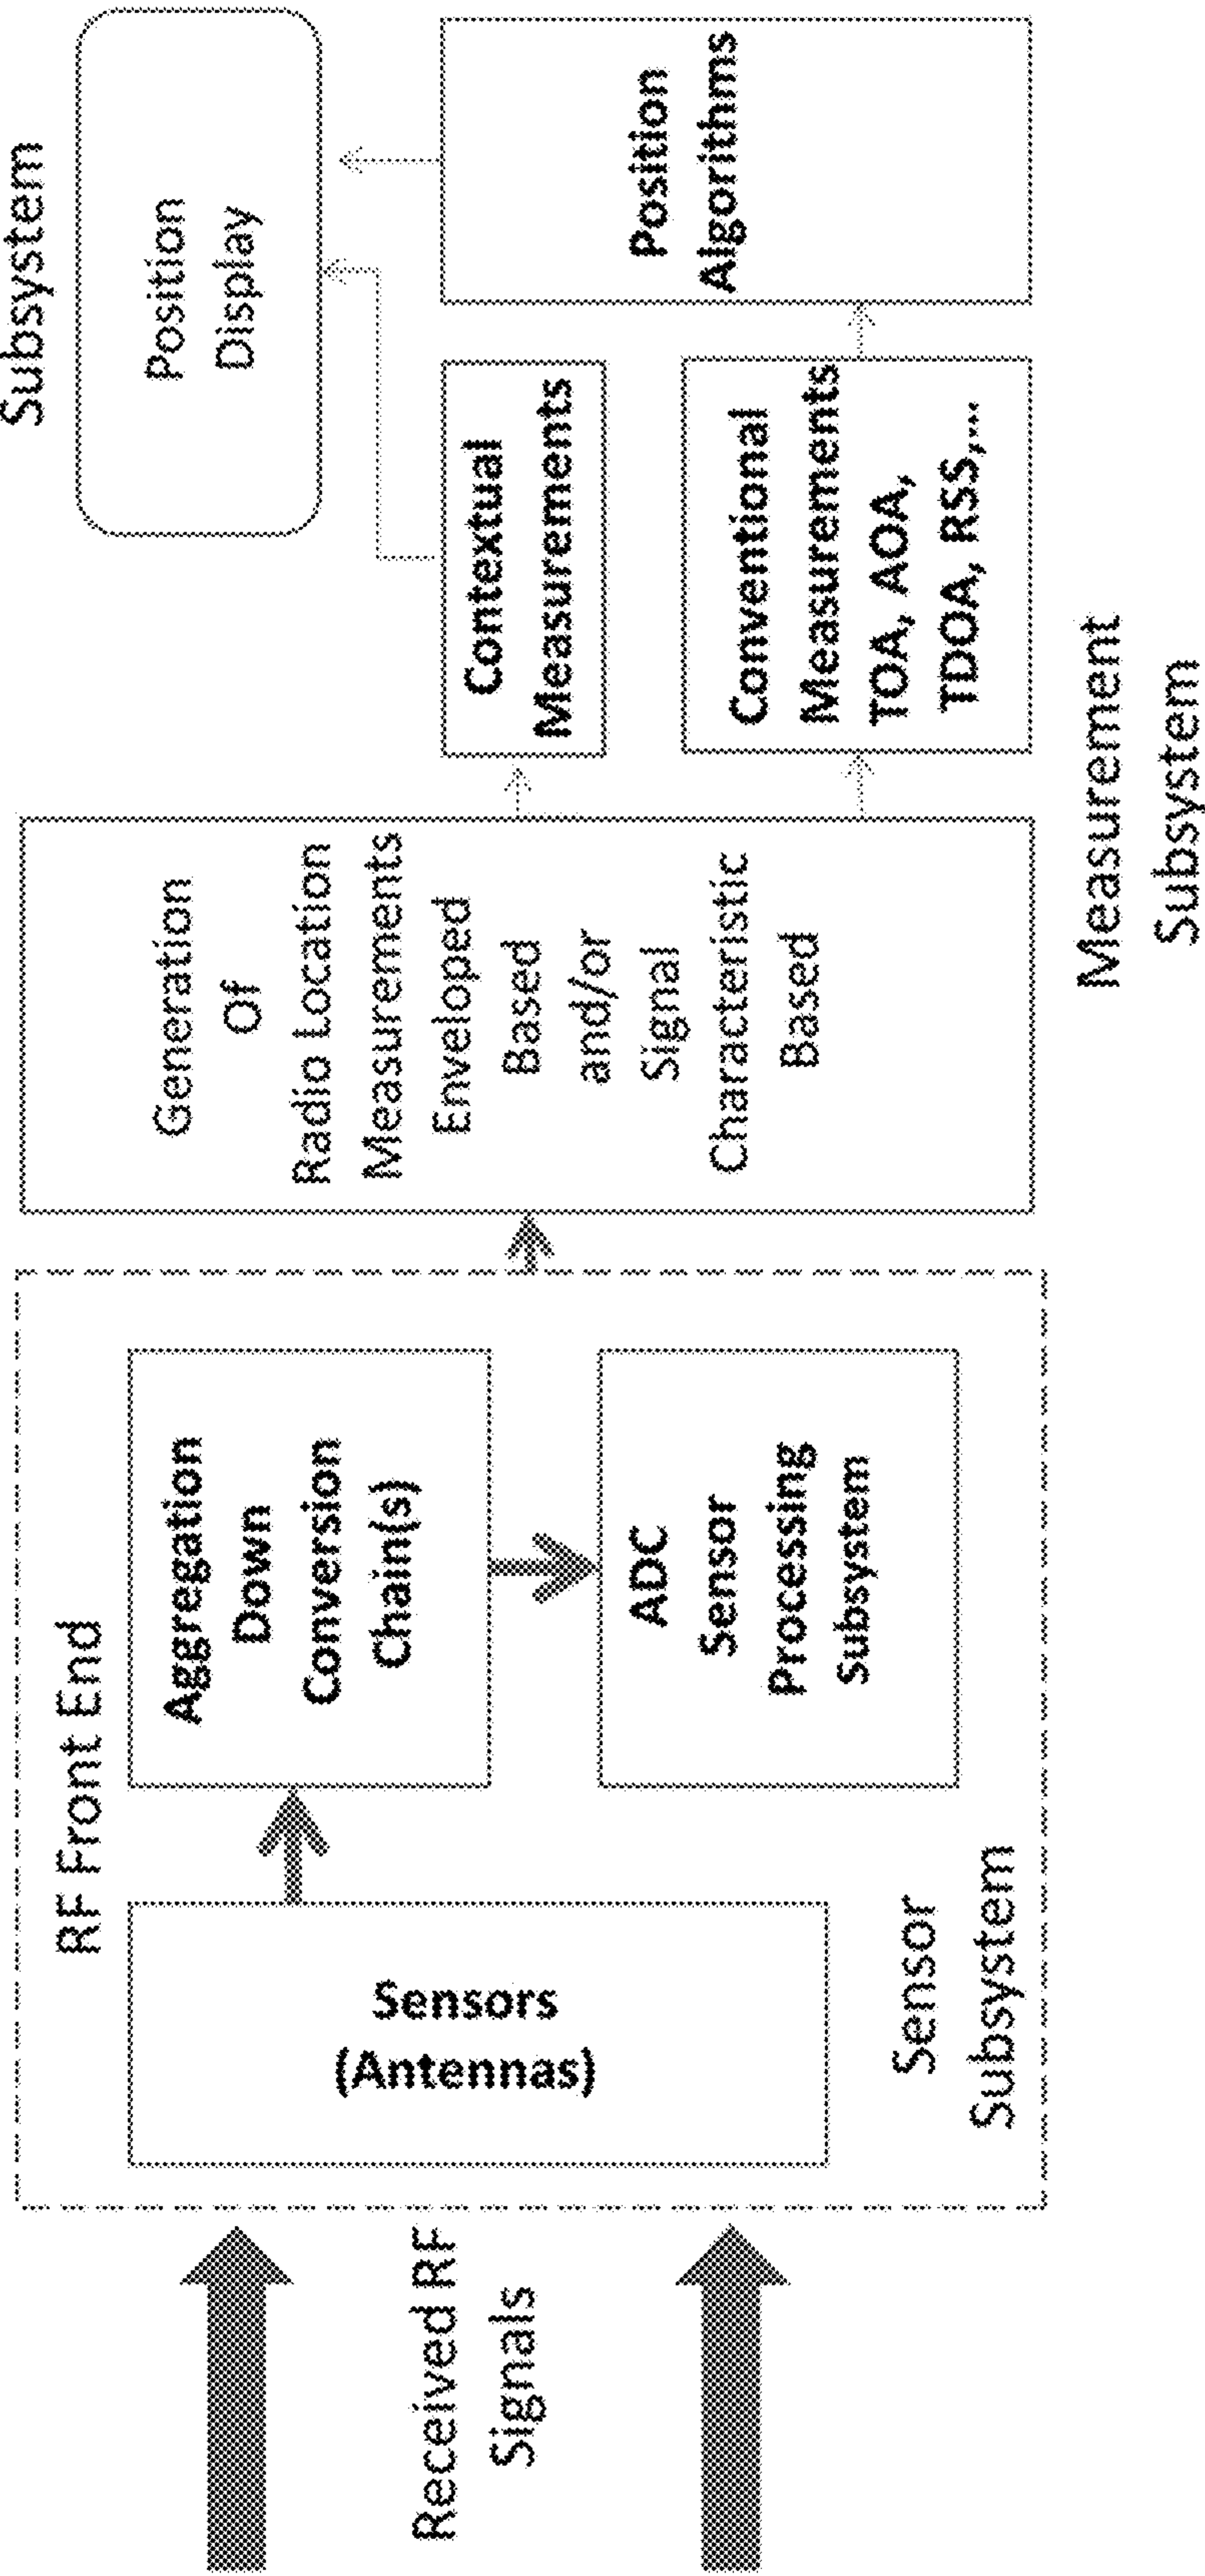 Received RF
Signals
RF Front End
Sensors
(Antennas)
Sensor
Subsystem
Aggregation
Down
Conversion
Chain(s)
ADC
Sensor
Processing
Subsystem
Generation
Of
Radio Location
Measurements
Enveloped
Based
and/or
Signal
Characteristic
Based
Contextual
Measurements
Conventional
Measurements
TOA, AOA,
TDOA, RSS,...
Measurement
Subsystem
Subsystem
Position
Display
Position
Algorithms